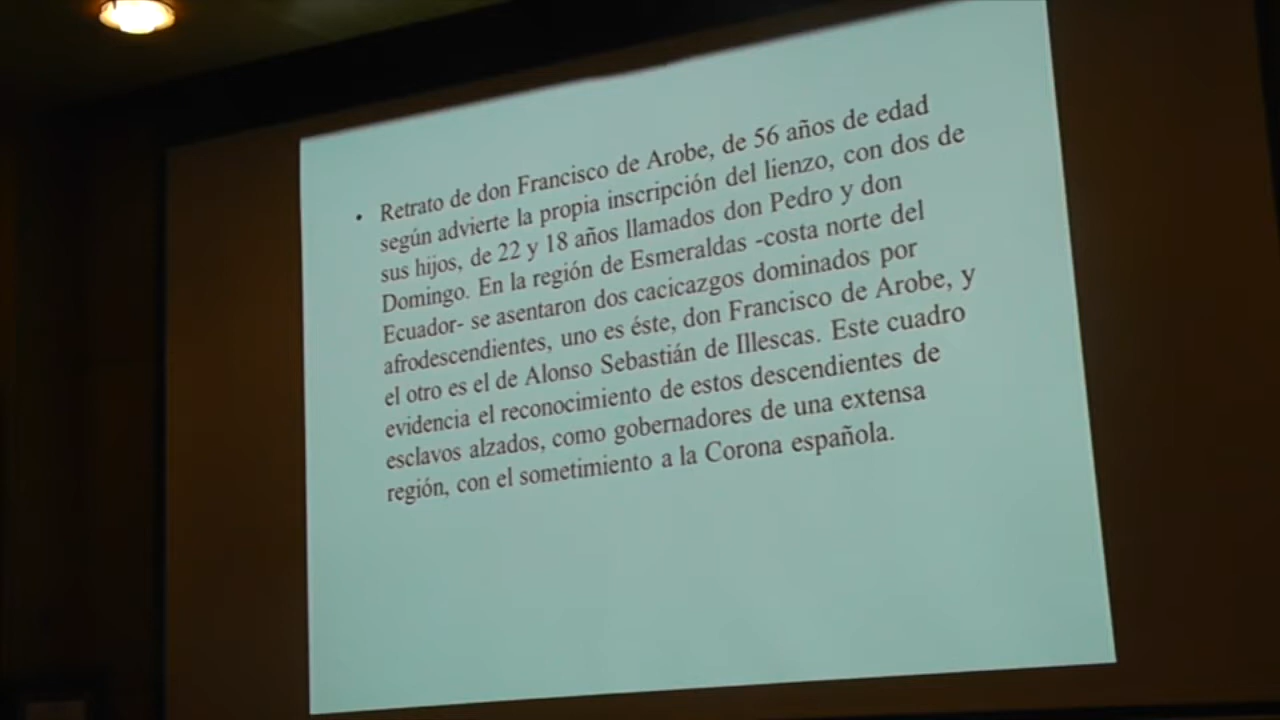 • Retrato de don Francisco de Arobe, de 56 años de edad
según advierte la propia inscripción del lienzo, con dos de
sus hijos, de 22 y 18 años llamados don Pedro y don
Domingo. En la región de Esmeraldas -costa norte del
Ecuador- se asentaron dos cacicazgos dominados por
afrodescendientes, uno es éste, don Francisco de Arobe, y
el otro es el de Alonso Sebastián de Illescas. Este cuadro
evidencia el reconocimiento de estos descendientes de
esclavos alzados, como gobernadores de una extensa
región, con el sometimiento a la Corona española.